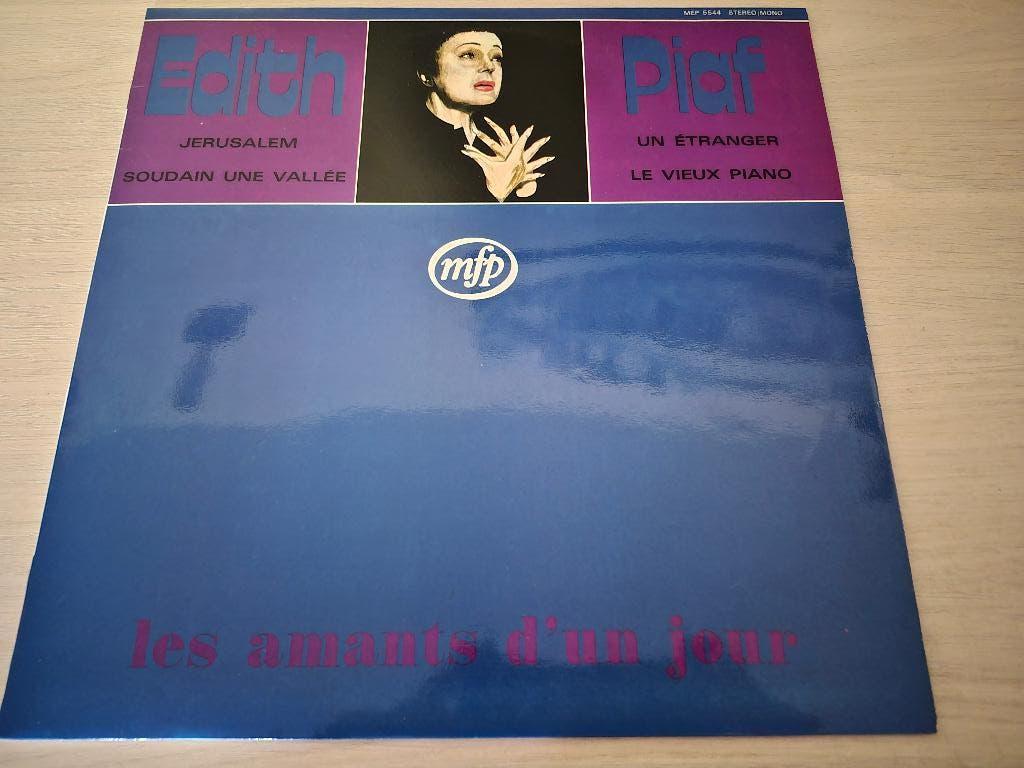 MFP 5544 STEREO/MONO
Edith Piaf
JERUSALEM
SOUDAIN UNE VALLÉE
UN ÉTRANGER
LE VIEUX PIANO
mfp
les amants d'un jour